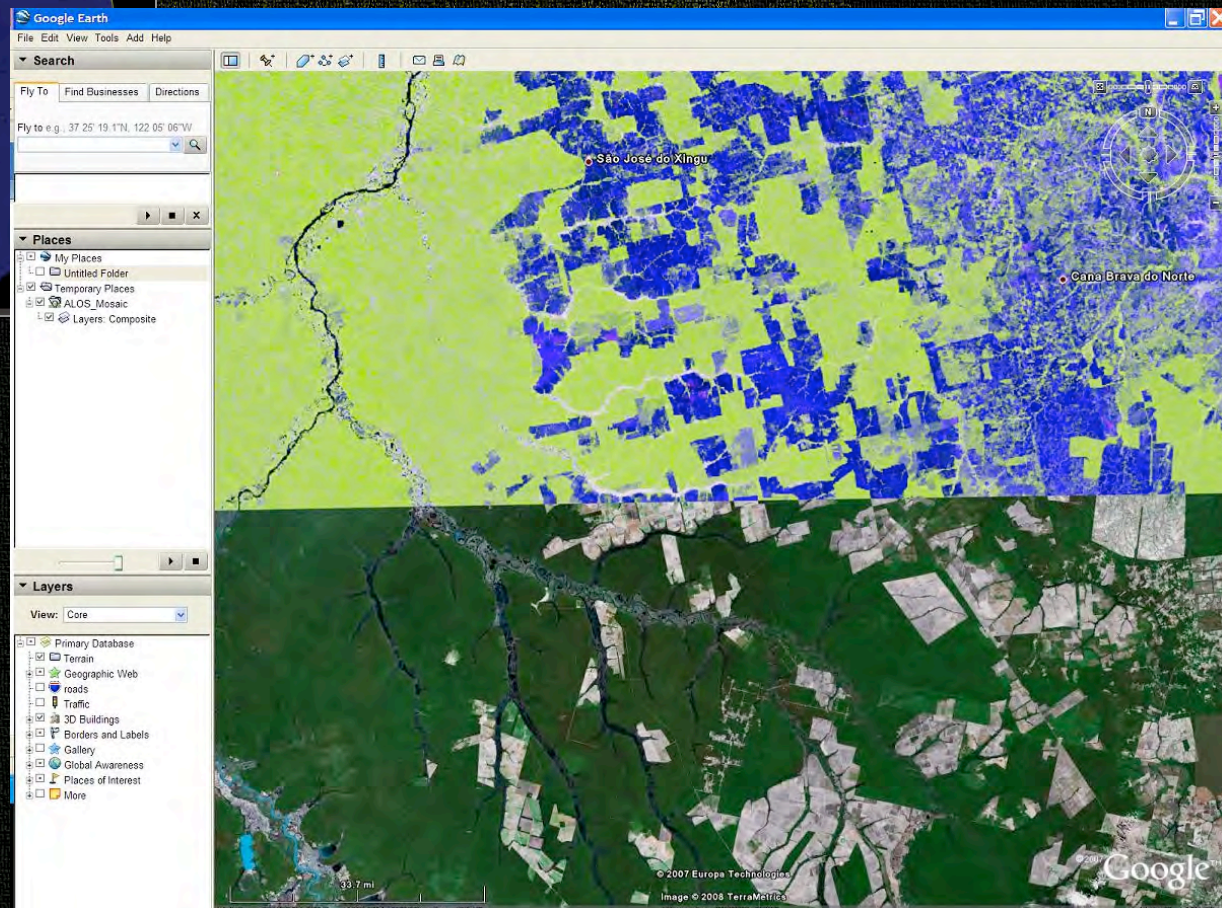 Google Earth
File Edit View Tools Add Help
Search
Fly To Find Businesses Directions
Fly to e.g., 37 25' 19.1"N, 122 05' 06"W
Places
My Places
Untitled Folder
Temporary Places
ALOS_Mosaic
Layers: Composite
Layers
View: Core
Primary Database
Terrain
Geographic Web
roads
Traffic
3D Buildings
Borders and Labels
Gallery
Global Awareness
Places of Interest
More
N
São José do Xingu
Cana Brava do Norte
33.7 mi
© 2007 Europa Technologies
Image © 2008 TerraMetrics
©2007 Google™